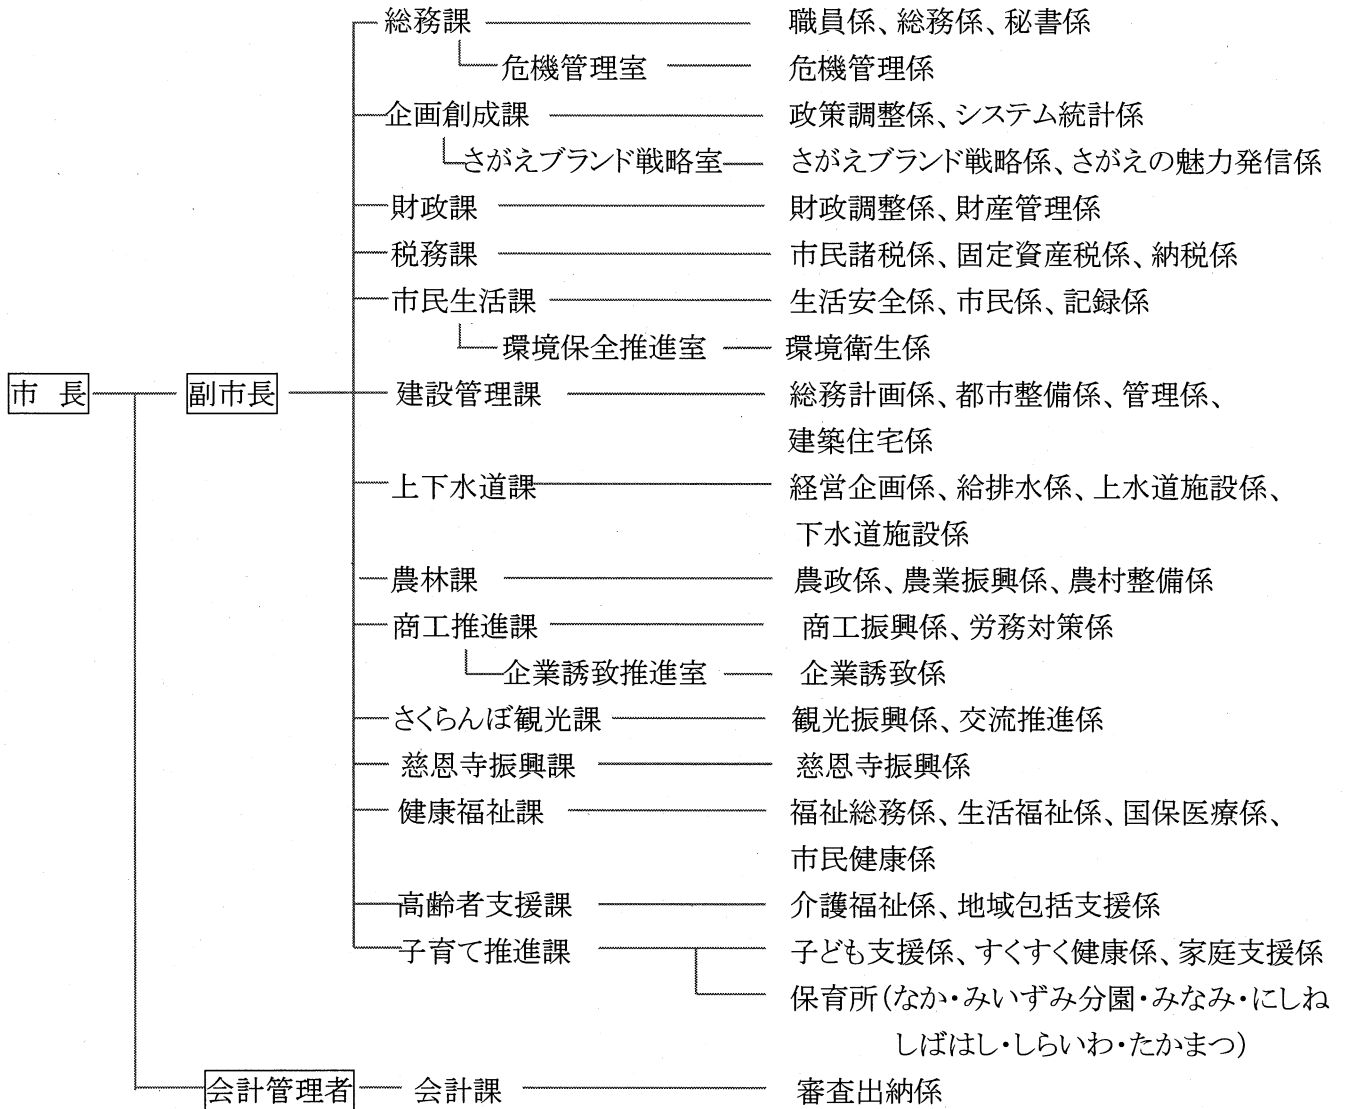 総務課 職員係、総務係、秘書係
危機管理室 危機管理係
企画創成課 政策調整係、システム統計係
さがえブランド戦略室 さがえブランド戦略係、さがえの魅力発信係
財政課 財政調整係、財産管理係
税務課 市民諸税係、固定資産税係、納税係
市民生活課 生活安全係、市民係、記録係
環境保全推進室 環境衛生係
市 長 副市長 建設管理課 総務計画係、都市整備係、管理係、
建築住宅係
上下水道課 経営企画係、給排水係、上水道施設係、
下水道施設係
農林課 農政係、農業振興係、農村整備係
商工推進課 商工振興係、労務対策係
企業誘致推進室 企業誘致係
さくらんぼ観光課 観光振興係、交流推進係
慈恩寺振興課 慈恩寺振興係
健康福祉課 福祉総務係、生活福祉係、国保医療係、
市民健康係
高齢者支援課 介護福祉係、地域包括支援係
子育て推進課 子ども支援係、すくすく健康係、家庭支援係
保育所(なか・みいずみ分園・みなみ・にしね
しばはし・しらいわ・たかまつ)
会計管理者 会計課 審査出納係